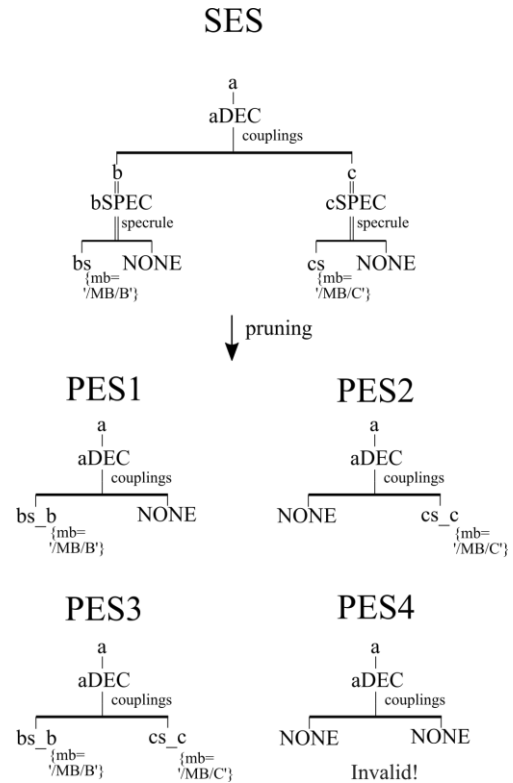 SES
a
aDEC
couplings
b c
bSPEC cSPEC
specrule specrule
bs NONE cs NONE
{mb= {mb=
'/MB/B'} '/MB/C'}
pruning
PES1 PES2
a a
aDEC aDEC
couplings couplings
bs_b NONE NONE cs_c
{mb= {mb=
'/MB/B'} '/MB/C'}
PES3 PES4
a a
aDEC aDEC
couplings couplings
bs_b cs_c NONE NONE
{mb= {mb=
'/MB/B'} '/MB/C'} Invalid!